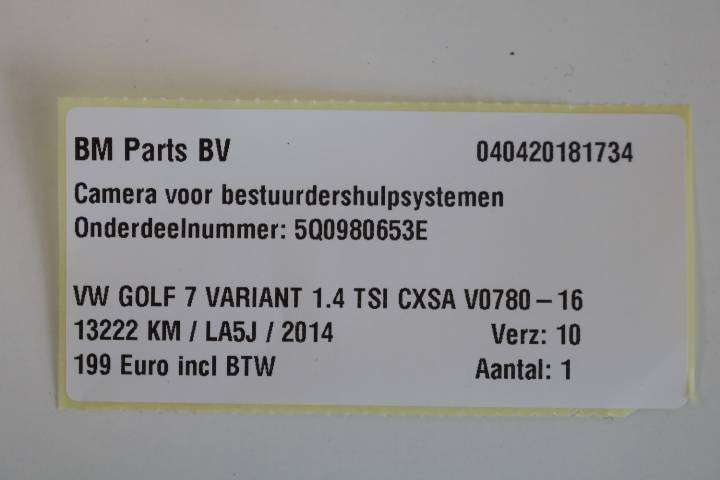 BM Parts BV 040420181734
Camera voor bestuurdershulpsystemen
Onderdeelnummer: 5Q0980653E
VW GOLF 7 VARIANT 1.4 TSI CXSA V0780 – 16
13222 KM / LA5J / 2014 Verz: 10
199 Euro incl BTW Aantal: 1